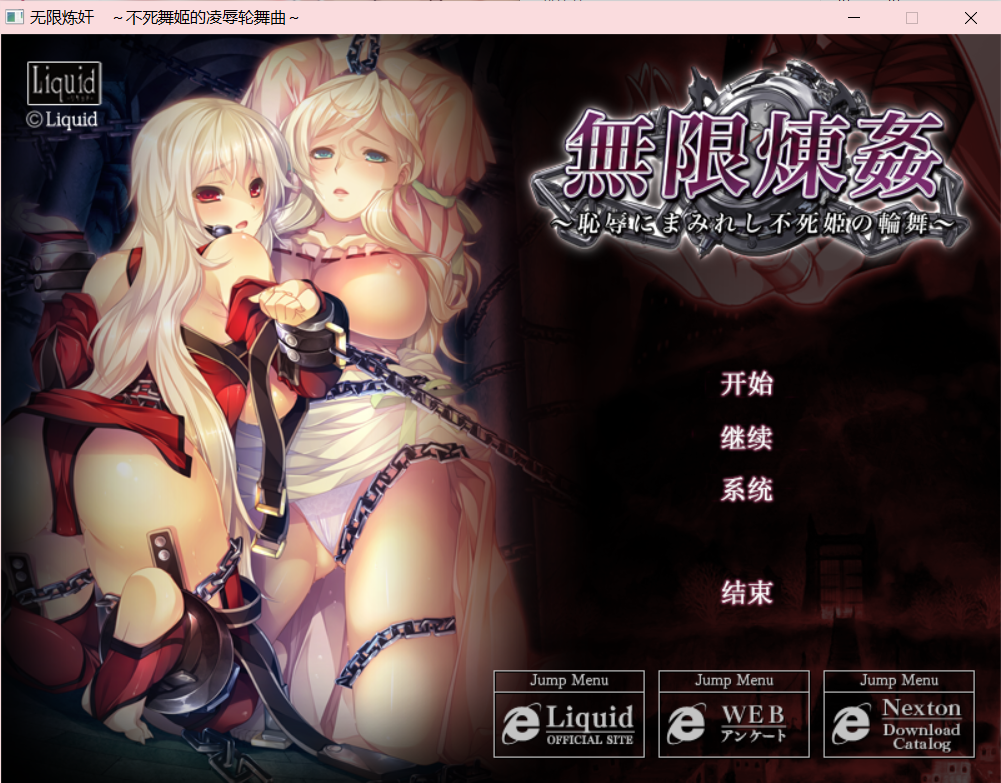 无限炼奸 ～不死舞姬的凌辱轮舞曲～
Liquid
©Liquid
無限煉姦
～恥辱にまみれし不死姫の輪舞～
开始
继续
系统
结束
Jump Menu
Liquid
OFFICIAL SITE
Jump Menu
WEB
アンケート
Jump Menu
Nexton
Download
Catalog